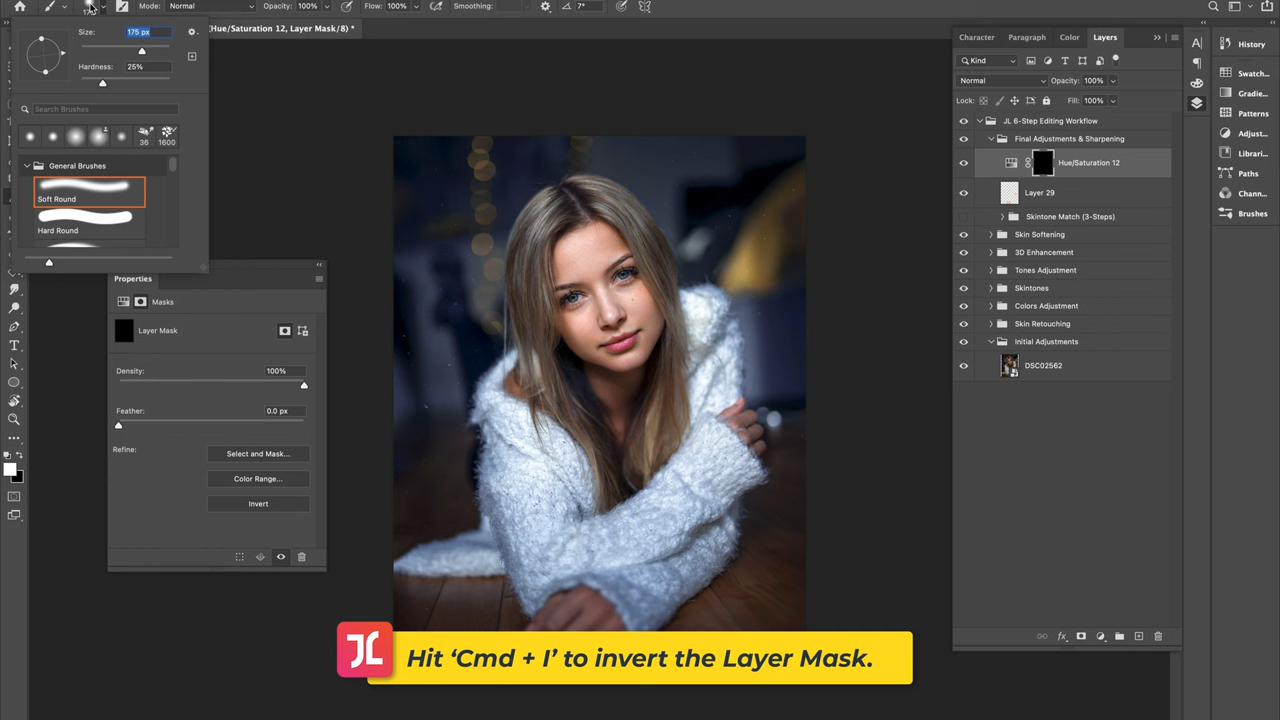 Mode: Normal Opacity: 100% Flow: 100% Smoothing: 7°
175
(Hue/Saturation 12, Layer Mask/8) *
Size: 175 px
Hardness: 25%
Search Brushes
36 1600
General Brushes
Soft Round
Hard Round
Properties
Masks
Layer Mask
Density: 100%
Feather: 0.0 px
Refine: Select and Mask...
Color Range...
Invert
Character Paragraph Color Layers
Kind
Normal Opacity: 100%
Lock: Fill: 100%
JL 6-Step Editing Workflow
Final Adjustments & Sharpening
Hue/Saturation 12
Layer 29
Skintone Match (3-Steps)
Skin Softening
3D Enhancement
Tones Adjustment
Skintones
Colors Adjustment
Skin Retouching
Initial Adjustments
DSC02562
fx
History
Swatch...
Gradie...
Patterns
Adjust...
Librari...
Paths
Chann...
Brushes
JL
Hit ‘Cmd + I’ to invert the Layer Mask.